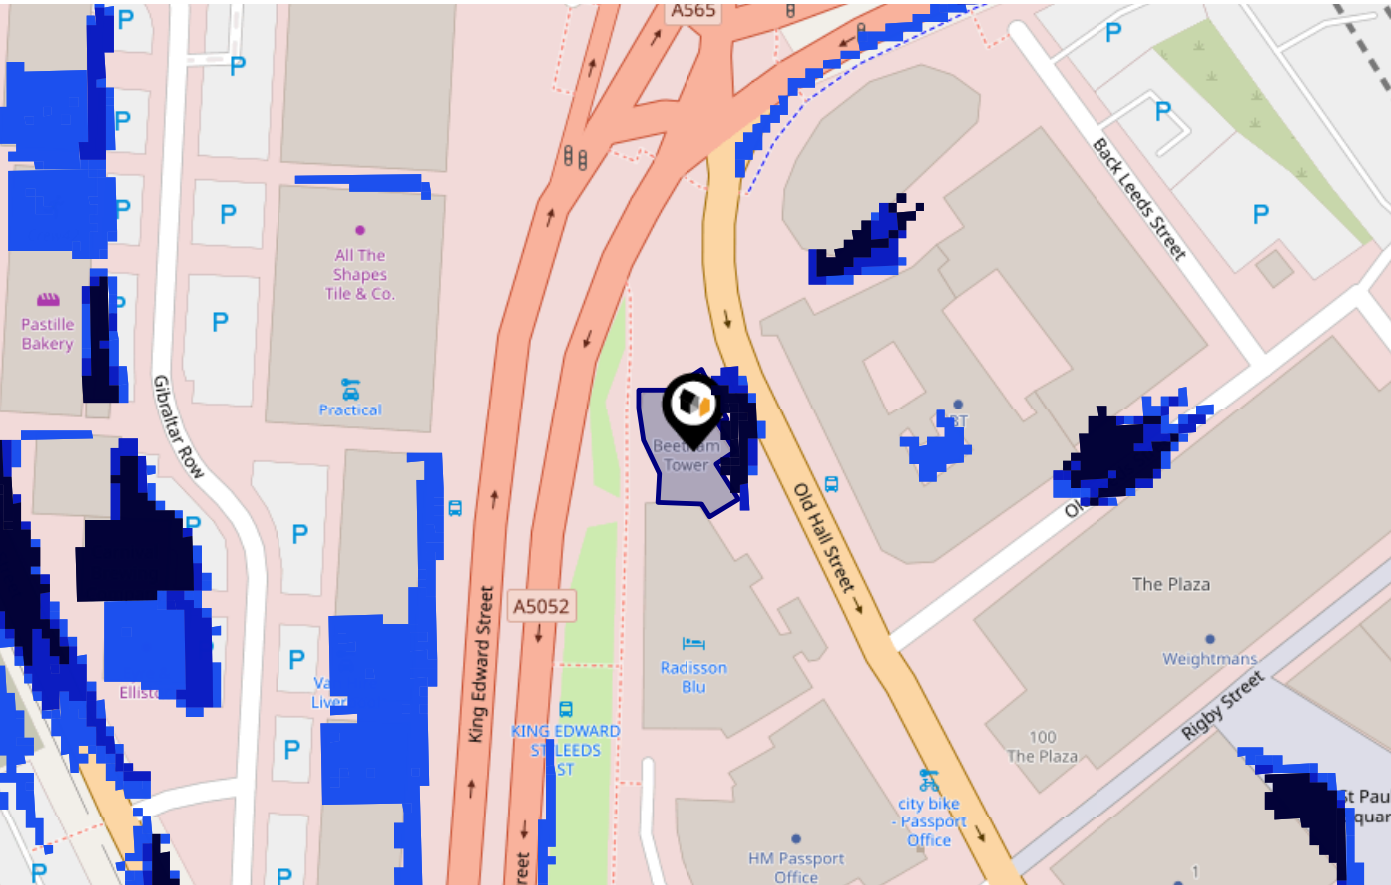 A565
P
P
P
P
Back Leeds Street
P
P
P
P
All The
Shapes
Tile & Co.
P
P
Pastille
Bakery
Practical
Gibraltar Row
Beetham
Tower
P
P
Old Hall Street
The Plaza
A5052
King Edward Street
Radisson
Blu
Weightmans
P
Rigby Street
KING EDWARD
ST LEEDS
ST
P
100
The Plaza
city bike
- Passport
Office
HM Passport
Office
P
P
1